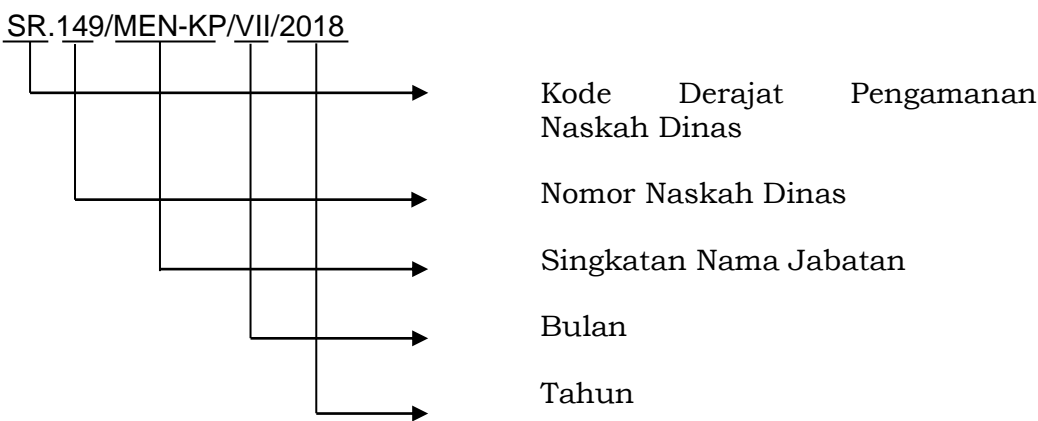 SR.149/MEN-KP/VII/2018
Kode Derajat Pengamanan
Naskah Dinas
Nomor Naskah Dinas
Singkatan Nama Jabatan
Bulan
Tahun